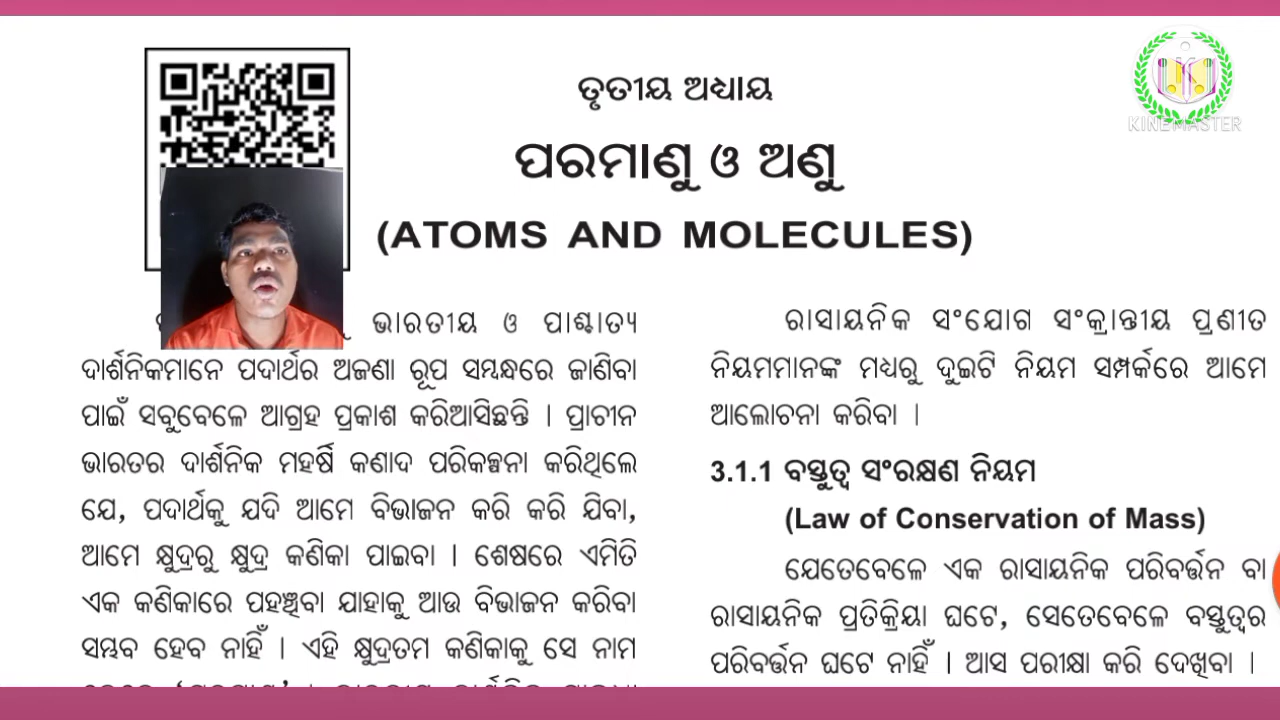 ତୃତୀୟ ଅଧ୍ୟାୟ
ପରମାଣୁ ଓ ଅଣୁ
(ATOMS AND MOLECULES)
KINEMASTER
ଭାରତୀୟ ଓ ପାଶ୍ଚାତ୍ୟ
ଦାର୍ଶନିକମାନେ ପଦାର୍ଥର ଅଜଣା ରୂପ ସମ୍ବନ୍ଧରେ ଜାଣିବା
ପାଇଁ ସବୁବେଳେ ଆଗ୍ରହ ପ୍ରକାଶ କରିଆସିଛନ୍ତି । ପ୍ରାଚୀନ
ଭାରତର ଦାର୍ଶନିକ ମହର୍ଷି କଣାଦ ପରିକଳ୍ପନା କରିଥିଲେ
ଯେ, ପଦାର୍ଥକୁ ଯଦି ଆମେ ବିଭାଜନ କରି କରି ଯିବା,
ଆମେ କ୍ଷୁଦ୍ରରୁ କ୍ଷୁଦ୍ର କଣିକା ପାଇବା । ଶେଷରେ ଏମିତି
ଏକ କଣିକାରେ ପହଞ୍ଚିବା ଯାହାକୁ ଆଉ ବିଭାଜନ କରିବା
ସମ୍ଭବ ହେବ ନାହିଁ । ଏହି କ୍ଷୁଦ୍ରତମ କଣିକାକୁ ସେ ନାମ
ରାସାୟନିକ ସଂଯୋଗ ସଂକ୍ରାନ୍ତୀୟ ପ୍ରଣୀତ
ନିୟମମାନଙ୍କ ମଧ୍ୟରୁ ଦୁଇଟି ନିୟମ ସମ୍ପର୍କରେ ଆମେ
ଆଲୋଚନା କରିବା ।
3.1.1 ବସ୍ତୁତ୍ୱ ସଂରକ୍ଷଣ ନିୟମ
(Law of Conservation of Mass)
ଯେତେବେଳେ ଏକ ରାସାୟନିକ ପରିବର୍ତ୍ତନ ବା
ରାସାୟନିକ ପ୍ରତିକ୍ରିୟା ଘଟେ, ସେତେବେଳେ ବସ୍ତୁତ୍ୱର
ପରିବର୍ତ୍ତନ ଘଟେ ନାହିଁ । ଆସ ପରୀକ୍ଷା କରି ଦେଖିବା ।